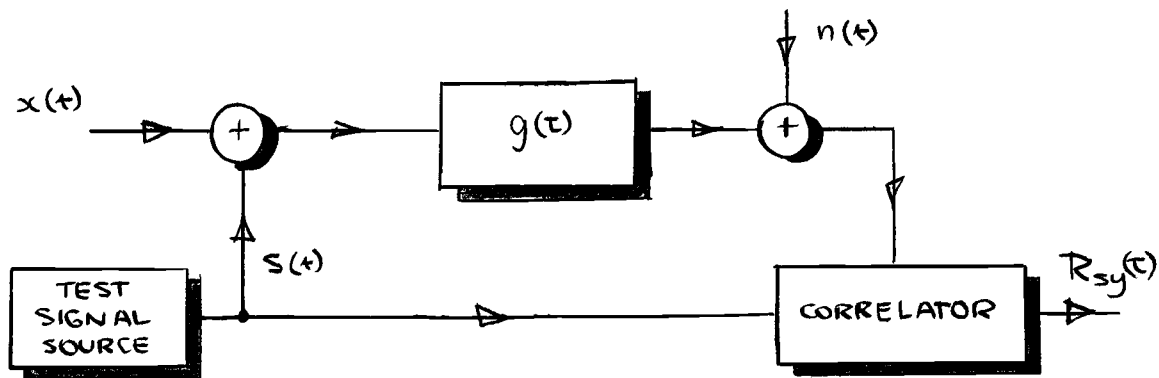 n(t)
x(t)
+
g(τ)
+
s(t)
TEST
SIGNAL
SOURCE
CORRELATOR
Rsy(τ)